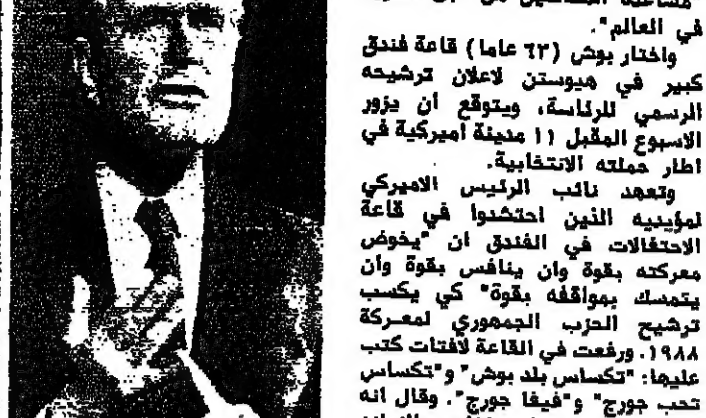 في العالم".
واختار بوش (٦٣ عاما) قاعة فندق
كبير في هيوستن لاعلان ترشيحه
الرسمي للرئاسة، ويتوقع أن يزور
الاسبوع المقبل ١١ مدينة أميركية في
اطار حملته الانتخابية.
وتعهد نائب الرئيس الاميركي
لمؤيديه الذين احتشدوا في قاعة
الاحتفالات في الفندق ان "يخوض
معركته بقوة وان ينافس بقوة وأن
يتمسك بمواقفه بقوة" كي يكسب
ترشيح الحزب الجمهوري لمعركة
١٩٨٨. ورفعت في القاعة لافتات كتب
عليها: "تكساس بلد بوش" و"تكساس
تحب جورج" و"فيفا جورج". وقال انه